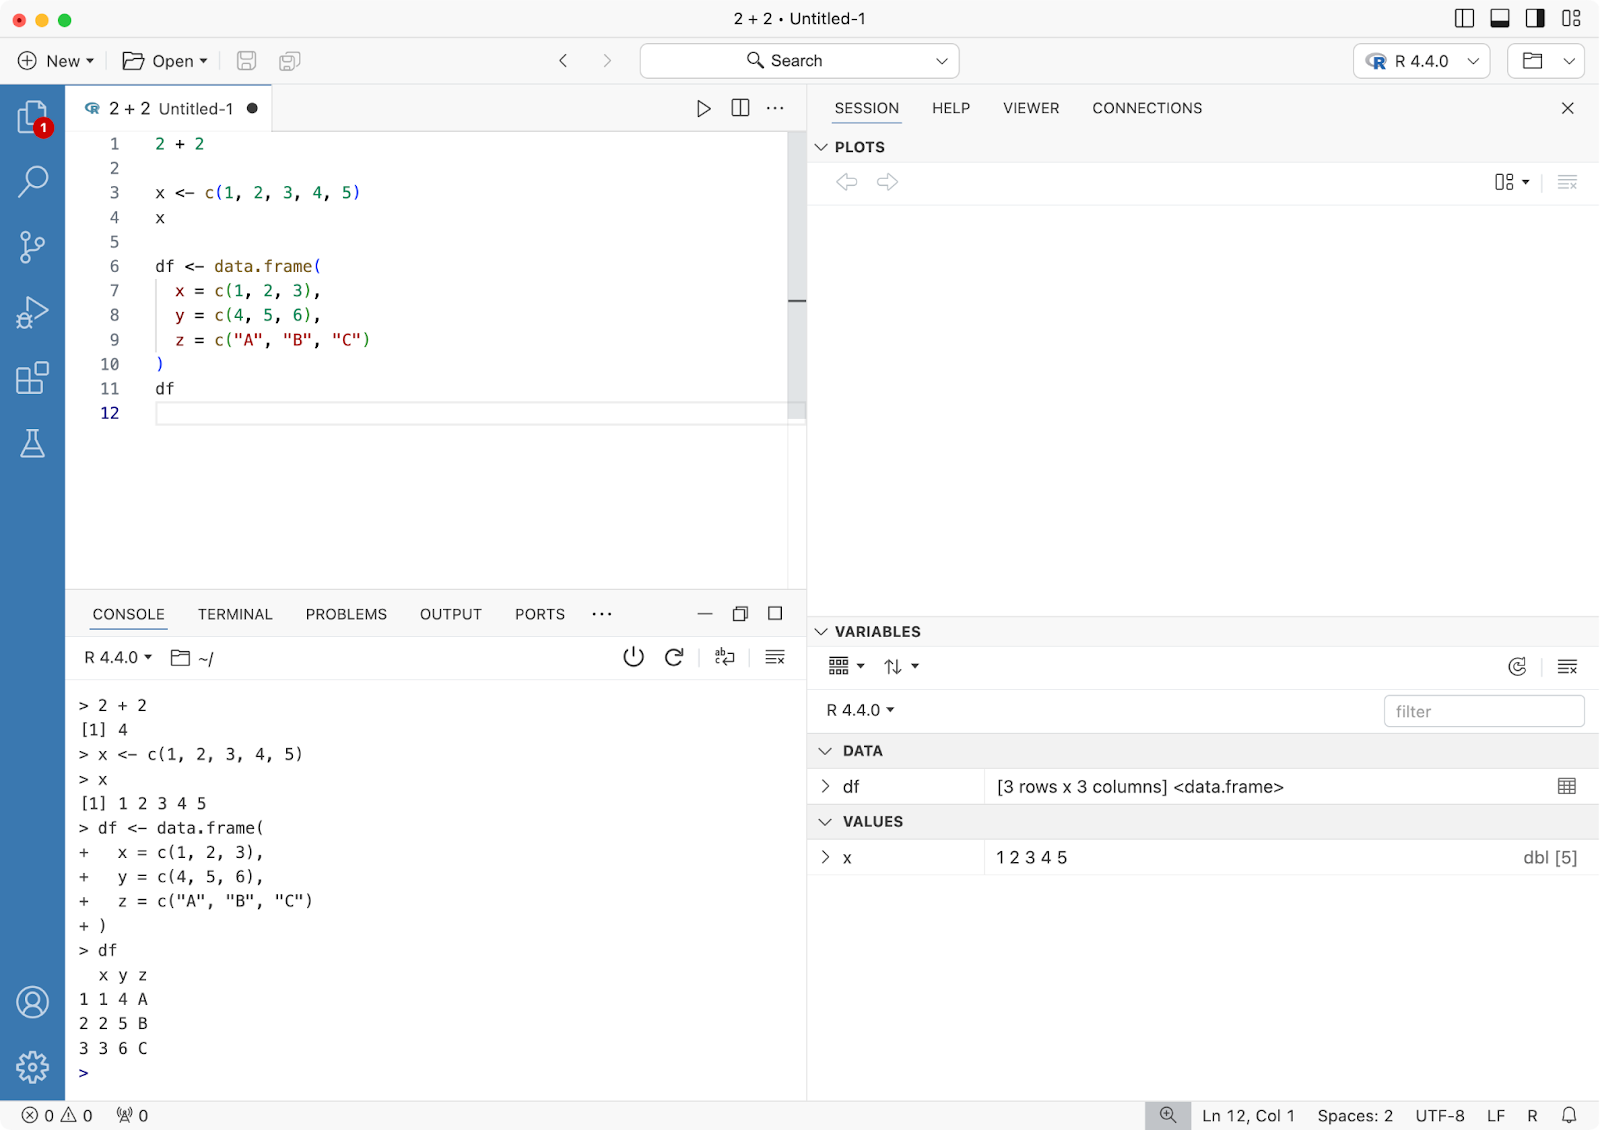 2 + 2 • Untitled-1
New
Open
Search
R 4.4.0
1
2 + 2 Untitled-1
1 2 + 2
2
3 x <- c(1, 2, 3, 4, 5)
4 x
5
6 df <- data.frame(
7 x = c(1, 2, 3),
8 y = c(4, 5, 6),
9 z = c("A", "B", "C")
10 )
11 df
12
CONSOLE TERMINAL PROBLEMS OUTPUT PORTS ...
R 4.4.0 ~/
> 2 + 2
[1] 4
> x <- c(1, 2, 3, 4, 5)
> x
[1] 1 2 3 4 5
> df <- data.frame(
+ x = c(1, 2, 3),
+ y = c(4, 5, 6),
+ z = c("A", "B", "C")
+ )
> df
x y z
1 1 4 A
2 2 5 B
3 3 6 C
>
SESSION HELP VIEWER CONNECTIONS
PLOTS
VARIABLES
R 4.4.0
filter
DATA
df [3 rows x 3 columns] <data.frame>
VALUES
x 1 2 3 4 5 dbl [5]
0 0 0
Ln 12, Col 1 Spaces: 2 UTF-8 LF R